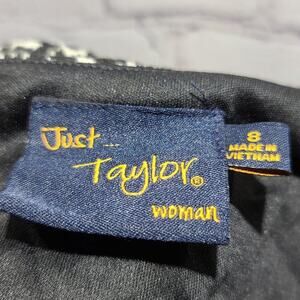 Just...
Taylor®
woman
8
MADE IN
VIETNAM